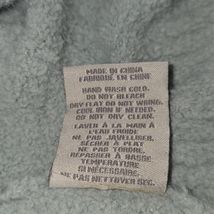 MADE IN CHINA
FABRIQUE EN CHINE
HAND WASH COLD.
DO NOT BLEACH
DRY FLAT DO NOT WRING.
COOL IRON IF NEEDED.
DO NOT DRY CLEAN.
LAVER À LA MAIN
L'EAU FROIDE
NE PAS JAVELLISER.
SÉCHER À PLAT
NE PAS TORDRE.
REPASSER À BASSE
TEMPÉRATURE
SI NÉCESSAIRE.
NE PAS NETTOYER SEC.